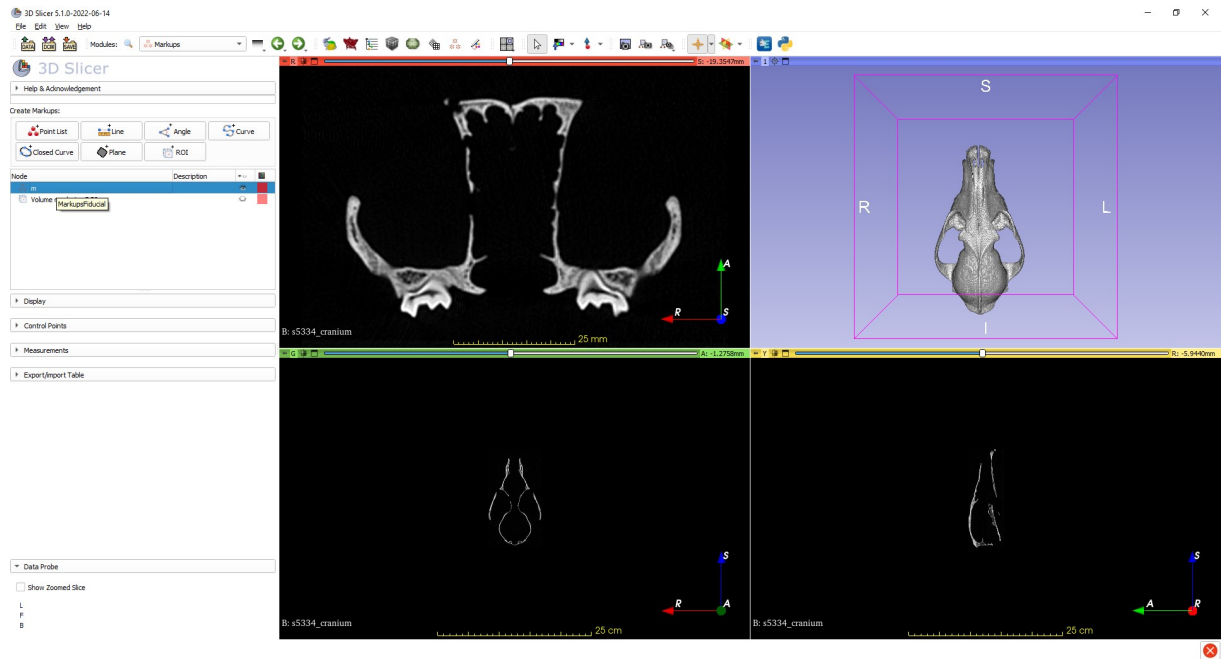 3D Slicer 5.1.0-2022-06-14
File Edit View Help
DATA DCM SAVE Modules: Markups
3D Slicer
Help & Acknowledgement
Create Markups:
Point List Line Angle Curve
Closed Curve Plane ROI
Node Description
m
Volume
MarkupsFiducial
Display
Control Points
Measurements
Export/Import Table
Data Probe
Show Zoomed Slice
L
F
B
R S: -19.3547mm
A
R
S
B: s5334_cranium
25 mm
1
S
R
L
I
G A: -1.2758mm
S
R
A
B: s5334_cranium
25 cm
Y R: -5.9440mm
S
A
R
B: s5334_cranium
25 cm